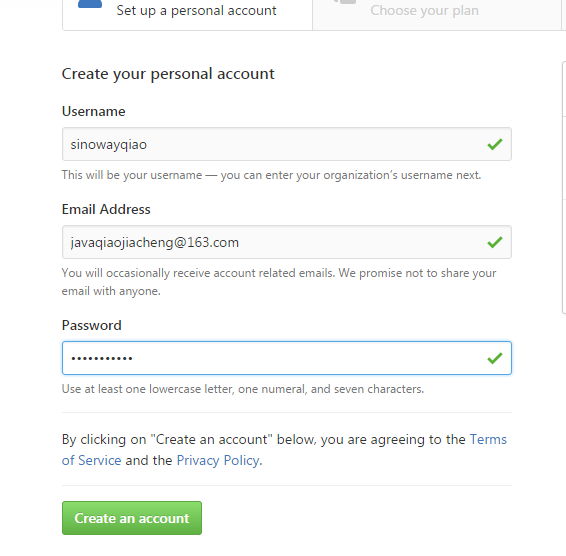 Set up a personal account
Choose your plan
Create your personal account
Username
sinowayqiao
This will be your username — you can enter your organization's username next.
Email Address
javaqiaojiacheng@163.com
You will occasionally receive account related emails. We promise not to share your
email with anyone.
Password
•••••••••••
Use at least one lowercase letter, one numeral, and seven characters.
By clicking on "Create an account" below, you are agreeing to the Terms
of Service and the Privacy Policy.
Create an account